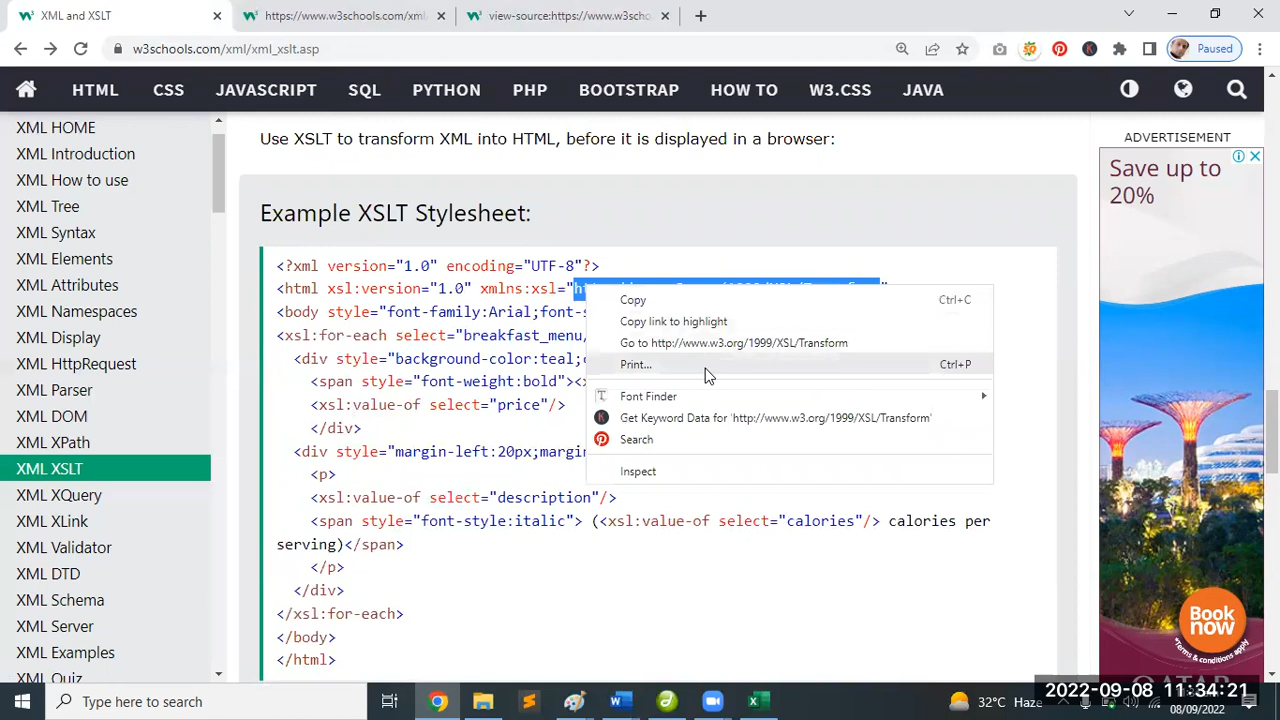 XML and XSLT
https://www.w3schools.com/xml/
view-source:https://www.w3scho
w3schools.com/xml/xml_xslt.asp
Paused
HTML CSS JAVASCRIPT SQL PYTHON PHP BOOTSTRAP HOW TO W3.CSS JAVA
XML HOME
XML Introduction
XML How to use
XML Tree
XML Syntax
XML Elements
XML Attributes
XML Namespaces
XML Display
XML HttpRequest
XML Parser
XML DOM
XML XPath
XML XSLT
XML XQuery
XML XLink
XML Validator
XML DTD
XML Schema
XML Server
XML Examples
XML Quiz
Use XSLT to transform XML into HTML, before it is displayed in a browser:
Example XSLT Stylesheet:
<?xml version="1.0" encoding="UTF-8"?>
<html xsl:version="1.0" xmlns:xsl="
<body style="font-family:Arial;font-s
<xsl:for-each select="breakfast_menu/
<div style="background-color:teal;c
<span style="font-weight:bold"><x
<xsl:value-of select="price"/>
</div>
<div style="margin-left:20px;margin
<p>
<xsl:value-of select="description"/>
<span style="font-style:italic"> (<xsl:value-of select="calories"/> calories per
serving)</span>
</p>
</div>
</xsl:for-each>
</body>
</html>
Copy Ctrl+C
Copy link to highlight
Go to http://www.w3.org/1999/XSL/Transform
Print... Ctrl+P
Font Finder
Get Keyword Data for 'http://www.w3.org/1999/XSL/Transform'
Search
Inspect
ADVERTISEMENT
Save up to
20%
Book
now
*Terms & conditions apply
QATAR
Type here to search
32°C Haze
2022-09-08 11:34:21
08/09/2022